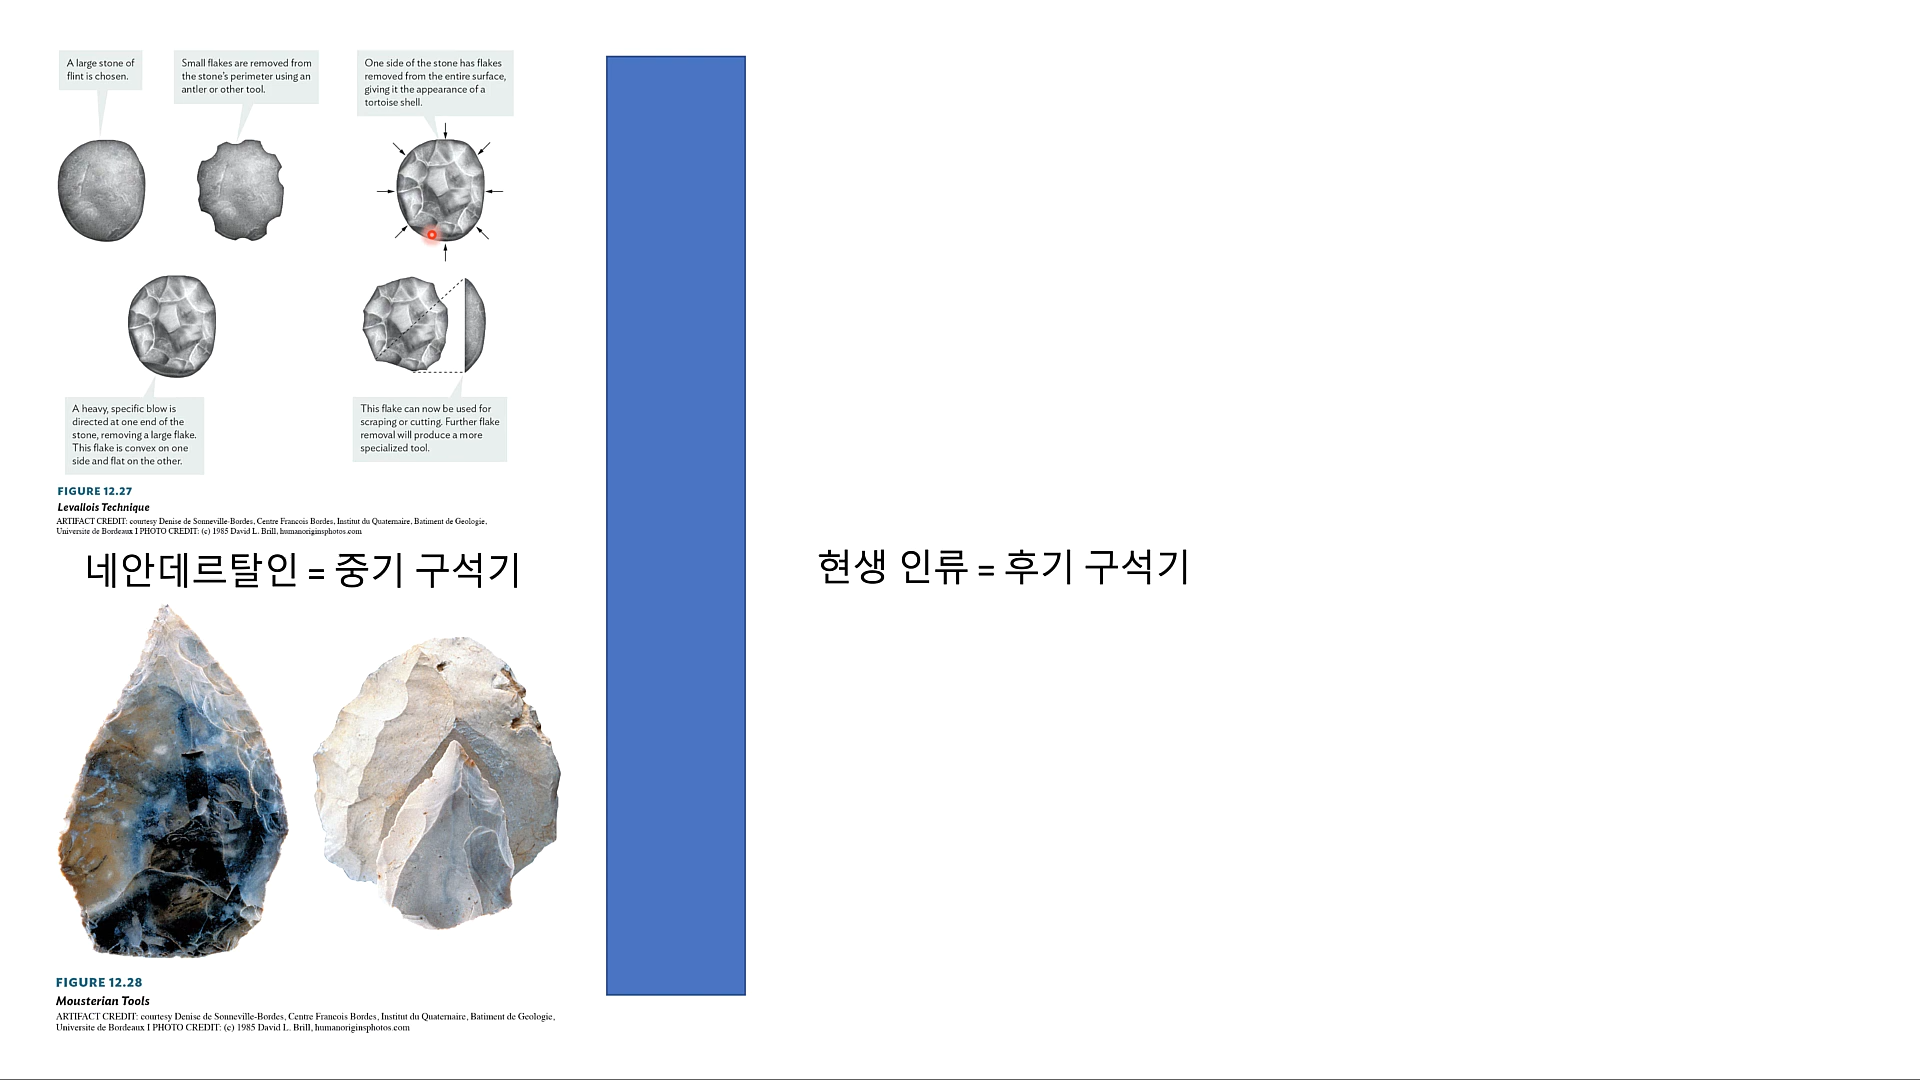 A large stone of
flint is chosen.
Small flakes are removed from
the stone's perimeter using an
antler or other tool.
One side of the stone has flakes
removed from the entire surface,
giving it the appearance of a
tortoise shell.
A heavy, specific blow is
directed at one end of the
stone, removing a large flake.
This flake is convex on one
side and flat on the other.
This flake can now be used for
scraping or cutting. Further flake
removal will produce a more
specialized tool.
FIGURE 12.27
Levallois Technique
ARTIFACT CREDIT: courtesy Denise de Sonneville-Bordes, Centre Francois Bordes, Institut du Quaternaire, Batiment de Geologie,
Universite de Bordeaux I PHOTO CREDIT: (c) 1985 David L. Brill, humanoriginsphotos.com
네안데르탈인 = 중기 구석기
현생 인류 = 후기 구석기
FIGURE 12.28
Mousterian Tools
ARTIFACT CREDIT: courtesy Denise de Sonneville-Bordes, Centre Francois Bordes, Institut du Quaternaire, Batiment de Geologie,
Universite de Bordeaux I PHOTO CREDIT: (c) 1985 David L. Brill, humanoriginsphotos.com